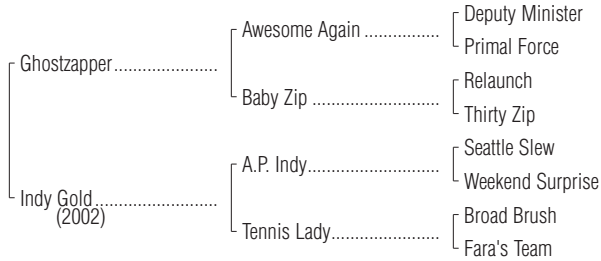 Deputy Minister
Awesome Again ................
Primal Force
Ghostzapper.......................
Relaunch
Baby Zip ...........................
Thirty Zip
Seattle Slew
A.P. Indy............................
Weekend Surprise
Indy Gold...........................
(2002)
Broad Brush
Tennis Lady.......................
Fara's Team